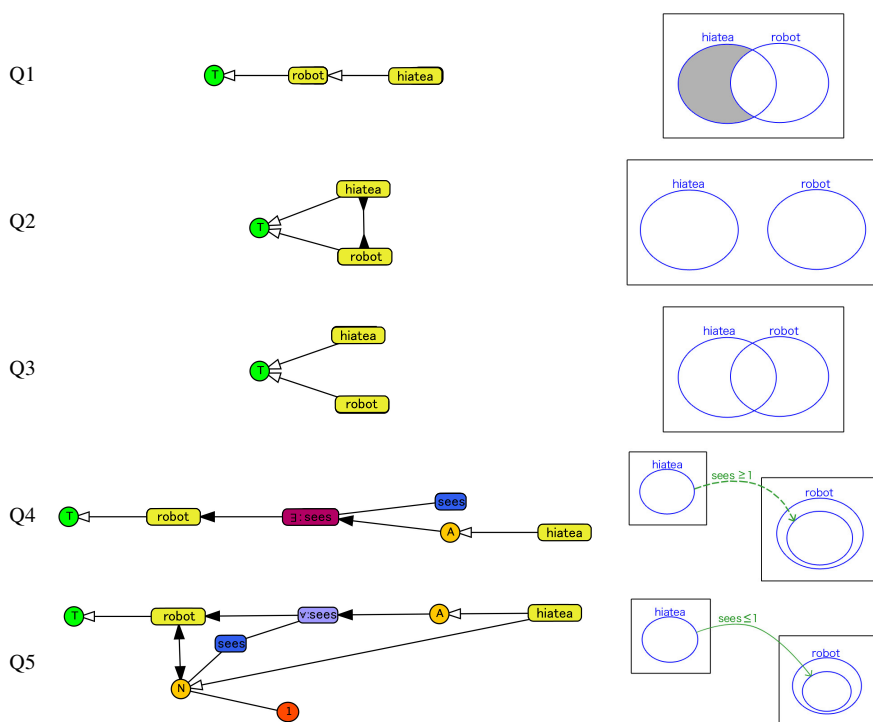 Q1
T robot hiatea
hiatea robot
Q2
hiatea
T
robot
hiatea robot
Q3
hiatea
T
robot
hiatea robot
Q4
T robot ∃:sees sees
A hiatea
hiatea
sees ≥1
robot
Q5
T robot ∀:sees A hiatea
sees
N
1
hiatea
sees≤1
robot